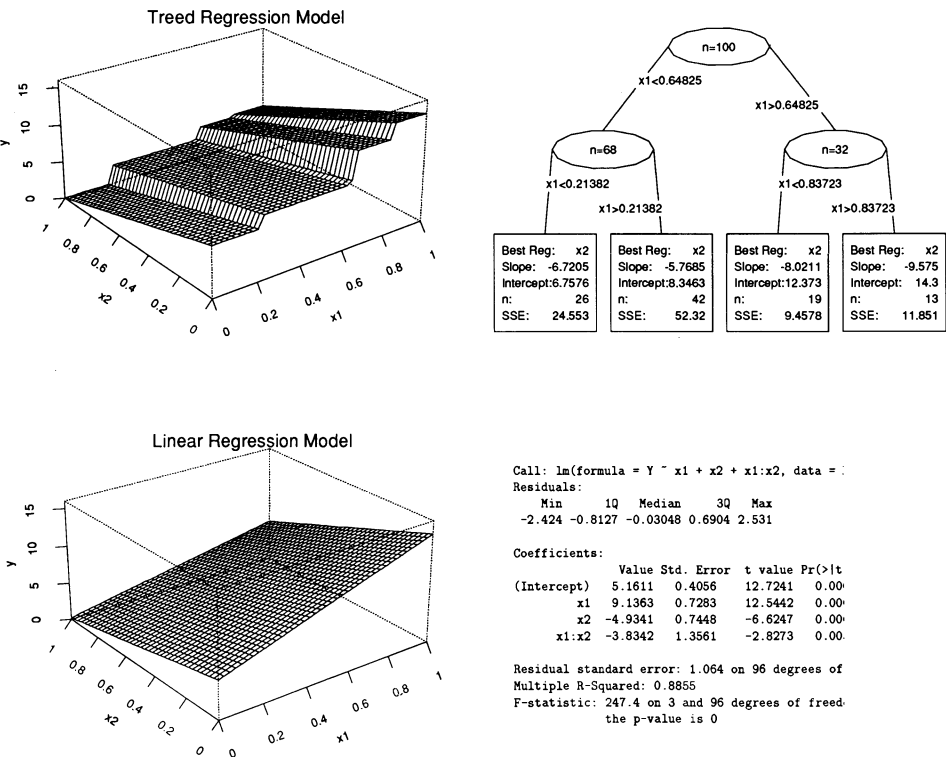 Treed Regression Model
15
10
5
0
y
1
0.8
0.6
0.4
0.2
0
x2
0
0.2
0.4
0.6
0.8
1
x1
n=100
x1<0.64825
x1>0.64825
n=68
n=32
x1<0.21382
x1>0.21382
x1<0.83723
x1>0.83723
Best Reg: x2
Slope: -6.7205
Intercept:6.7576
n: 26
SSE: 24.553
Best Reg: x2
Slope: -5.7685
Intercept:8.3463
n: 42
SSE: 52.32
Best Reg: x2
Slope: -8.0211
Intercept:12.373
n: 19
SSE: 9.4578
Best Reg: x2
Slope: -9.575
Intercept: 14.3
n: 13
SSE: 11.851
Linear Regression Model
15
10
5
0
y
1
0.8
0.6
0.4
0.2
0
x2
0
0.2
0.4
0.6
0.8
1
x1
Call: lm(formula = Y ~ x1 + x2 + x1:x2, data =
Residuals:
Min 1Q Median 3Q Max
-2.424 -0.8127 -0.03048 0.6904 2.531
Coefficients:
Value Std. Error t value Pr(>|t
(Intercept) 5.1611 0.4056 12.7241 0.00
x1 9.1363 0.7283 12.5442 0.00
x2 -4.9341 0.7448 -6.6247 0.00
x1:x2 -3.8342 1.3561 -2.8273 0.00
Residual standard error: 1.064 on 96 degrees of
Multiple R-Squared: 0.8855
F-statistic: 247.4 on 3 and 96 degrees of freed
the p-value is 0